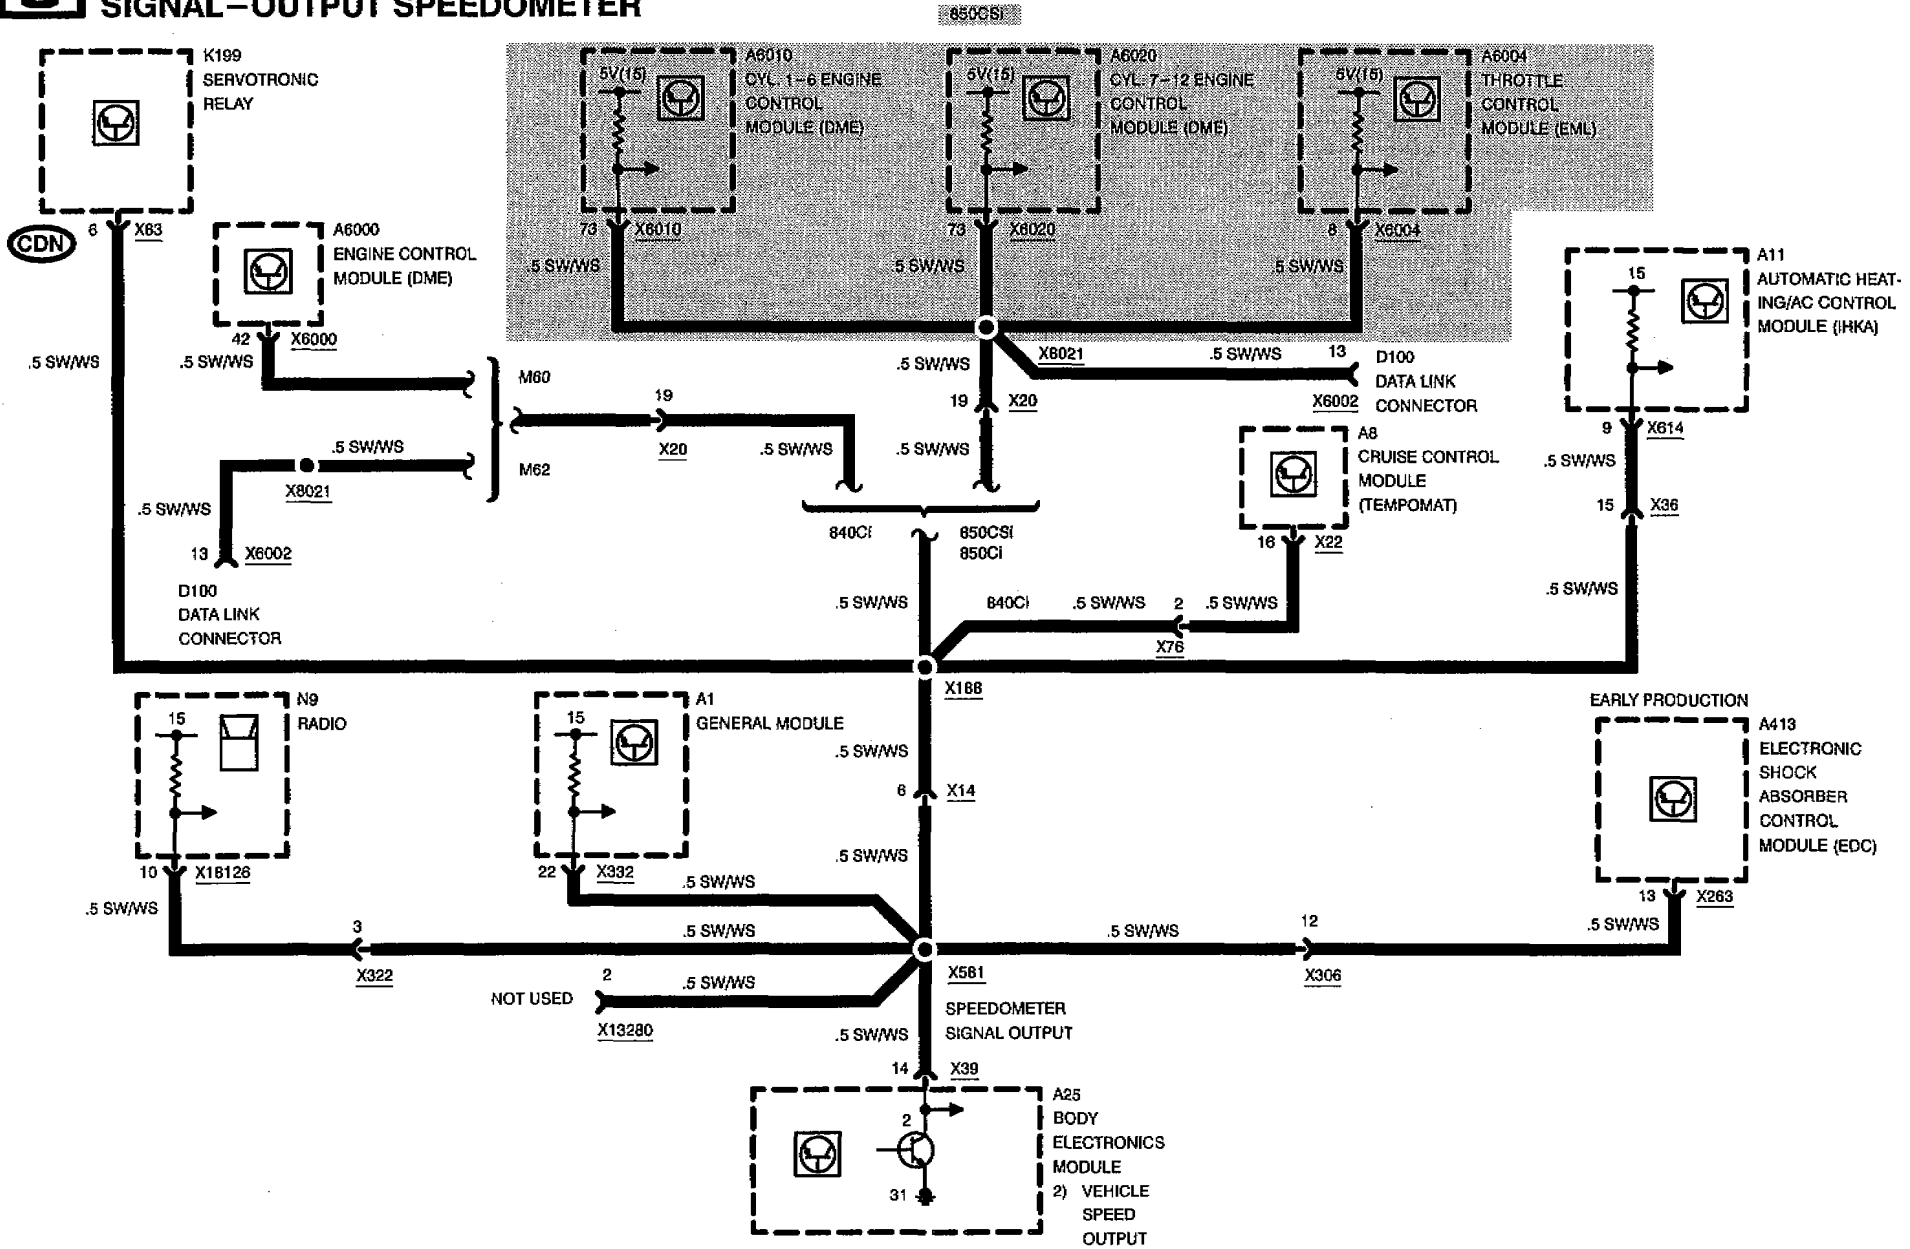 SIGNAL–OUTPUT SPEEDOMETER
850CSi
K199
SERVOTRONIC
RELAY
6
X63
CDN
.5 SW/WS
A6000
ENGINE CONTROL
MODULE (DME)
42
X6000
.5 SW/WS
5V(15)
A6010
CYL. 1–6 ENGINE
CONTROL
MODULE (DME)
73
X6010
.5 SW/WS
5V(15)
A6020
CYL. 7–12 ENGINE
CONTROL
MODULE (DME)
73
X6020
.5 SW/WS
5V(15)
A6004
THROTTLE
CONTROL
MODULE (EML)
8
X6004
.5 SW/WS
15
A11
AUTOMATIC HEAT-
ING/AC CONTROL
MODULE (IHKA)
9
X614
.5 SW/WS
15
X36
.5 SW/WS
M60
M62
19
X20
.5 SW/WS
.5 SW/WS
X8021
.5 SW/WS
13
X6002
D100
DATA LINK
CONNECTOR
.5 SW/WS
X8021
.5 SW/WS
13
D100
DATA LINK
CONNECTOR
X6002
19
X20
.5 SW/WS
840Ci
850CSi
850Ci
A8
CRUISE CONTROL
MODULE
(TEMPOMAT)
16
X22
.5 SW/WS
840Ci
.5 SW/WS
2
.5 SW/WS
X76
X188
N9
RADIO
15
10
X18126
.5 SW/WS
3
X322
A1
GENERAL MODULE
15
22
X332
.5 SW/WS
.5 SW/WS
.5 SW/WS
6
X14
.5 SW/WS
EARLY PRODUCTION
A413
ELECTRONIC
SHOCK
ABSORBER
CONTROL
MODULE (EDC)
13
X263
.5 SW/WS
12
X306
.5 SW/WS
X581
NOT USED
2
X13280
.5 SW/WS
SPEEDOMETER
SIGNAL OUTPUT
.5 SW/WS
14
X39
A25
BODY
ELECTRONICS
MODULE
2) VEHICLE
SPEED
OUTPUT
2
31